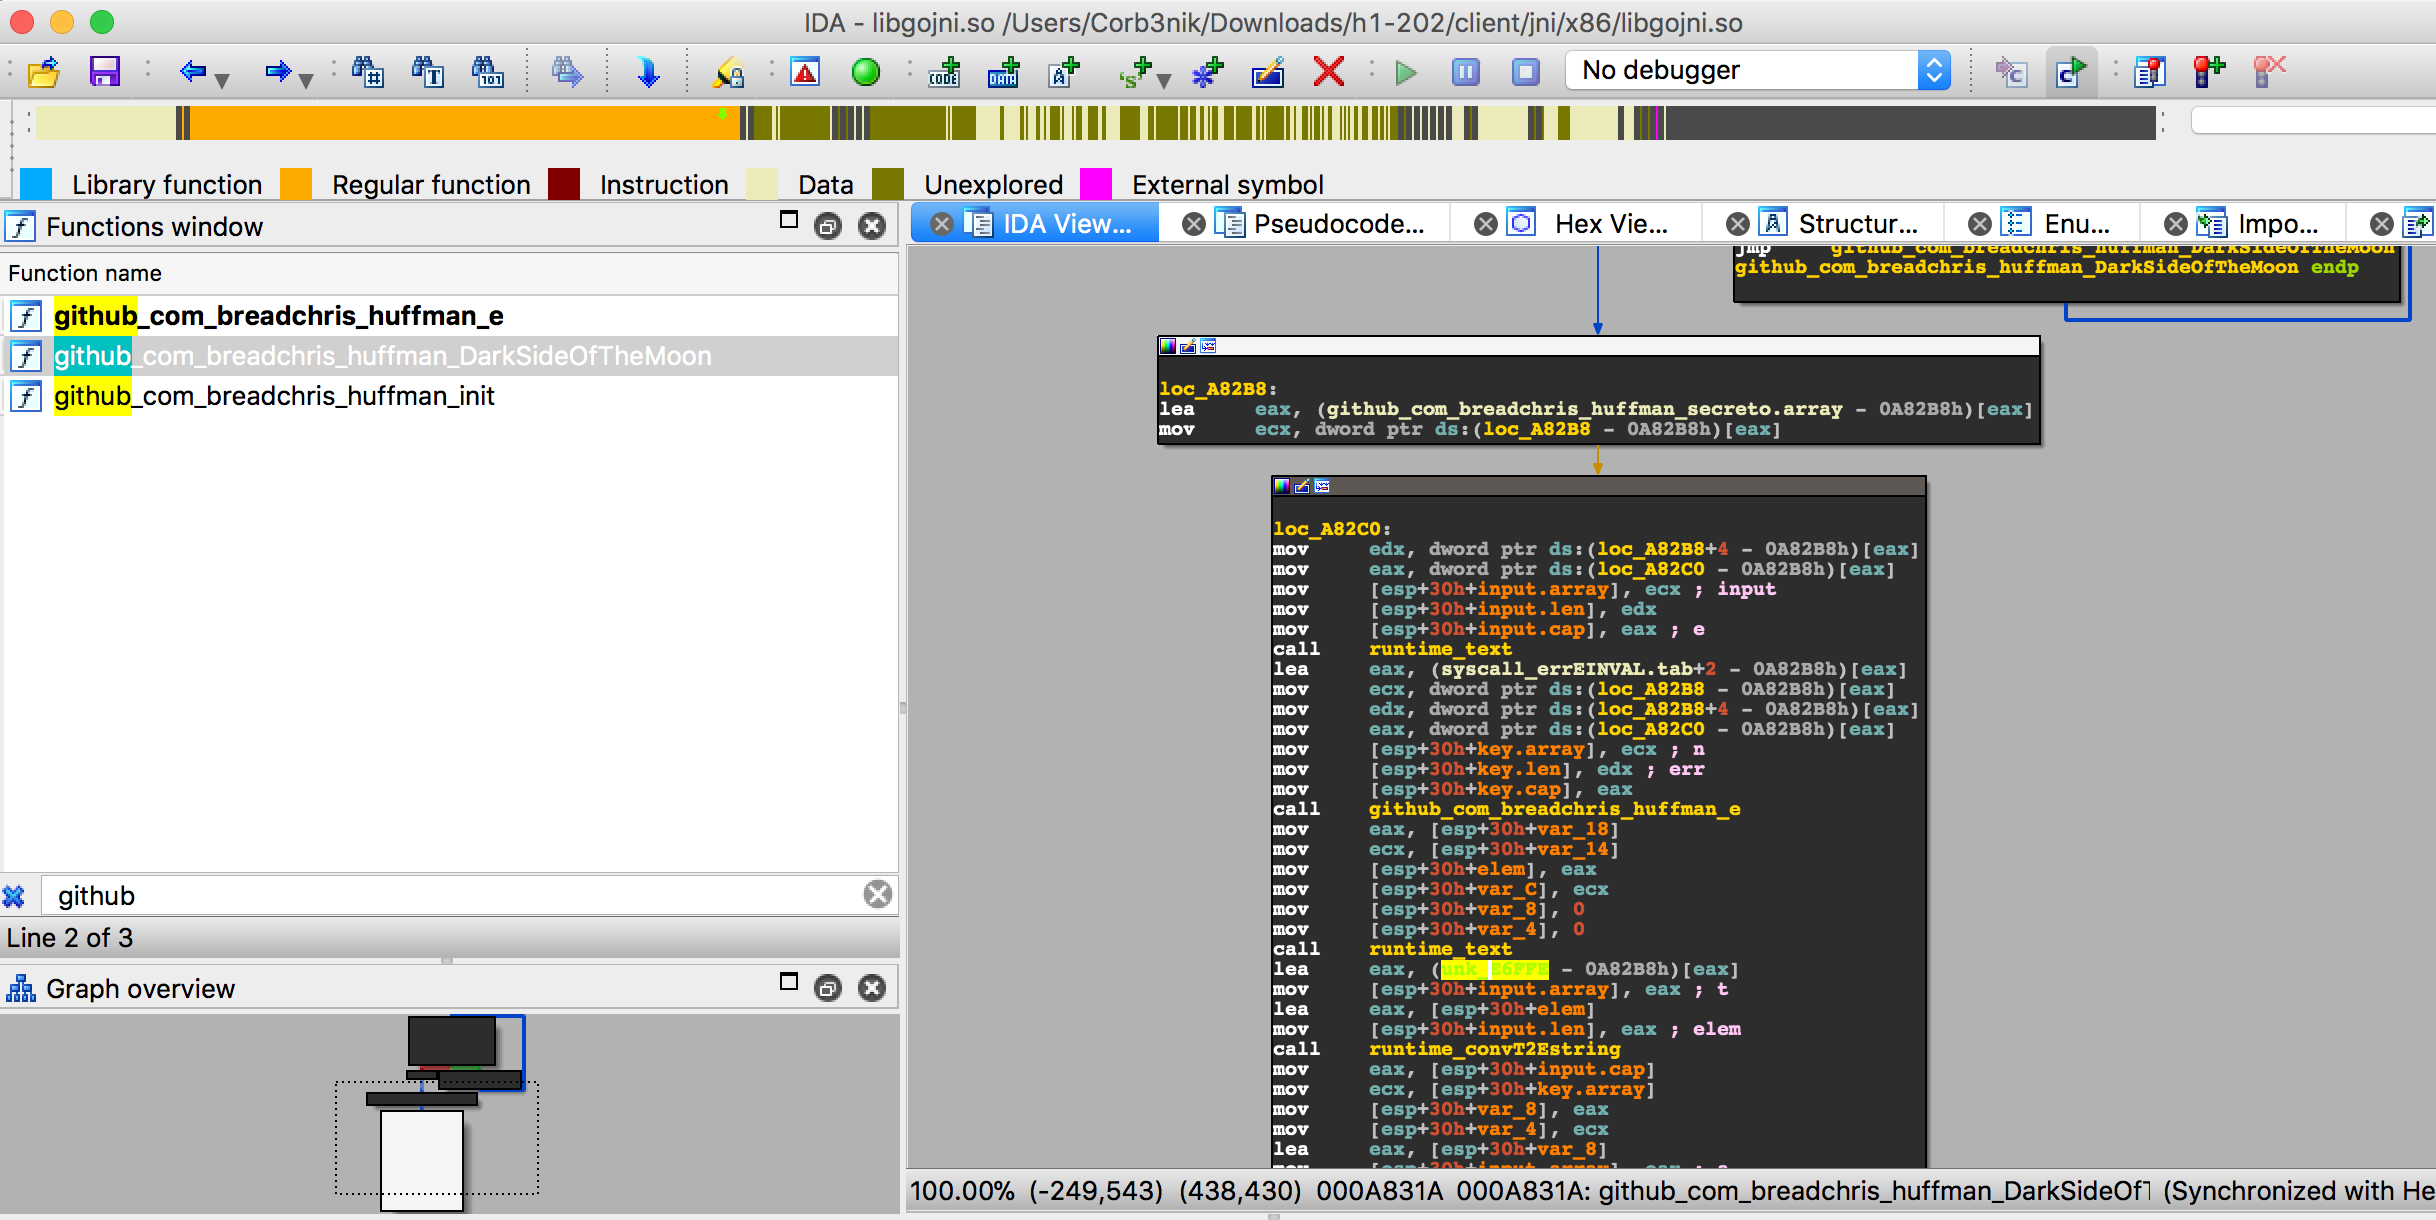 IDA - libgojni.so /Users/Corb3nik/Downloads/h1-202/client/jni/x86/libgojni.so
No debugger
Library function Regular function Instruction Data Unexplored External symbol
Functions window
Function name
github_com_breadchris_huffman_e
github_com_breadchris_huffman_DarkSideOfTheMoon
github_com_breadchris_huffman_init
github
Line 2 of 3
Graph overview
IDA View... Pseudocode... Hex Vie... Structur... Enu... Impo...
jmp github_com_breadchris_huffman_DarkSideOfTheMoon
github_com_breadchris_huffman_DarkSideOfTheMoon endp
loc_A82B8:
lea eax, (github_com_breadchris_huffman_secreto.array - 0A82B8h)[eax]
mov ecx, dword ptr ds:(loc_A82B8 - 0A82B8h)[eax]
loc_A82C0:
mov edx, dword ptr ds:(loc_A82B8+4 - 0A82B8h)[eax]
mov eax, dword ptr ds:(loc_A82C0 - 0A82B8h)[eax]
mov [esp+30h+input.array], ecx ; input
mov [esp+30h+input.len], edx
mov [esp+30h+input.cap], eax ; e
call runtime_text
lea eax, (syscall_errEINVAL.tab+2 - 0A82B8h)[eax]
mov ecx, dword ptr ds:(loc_A82B8 - 0A82B8h)[eax]
mov edx, dword ptr ds:(loc_A82B8+4 - 0A82B8h)[eax]
mov eax, dword ptr ds:(loc_A82C0 - 0A82B8h)[eax]
mov [esp+30h+key.array], ecx ; n
mov [esp+30h+key.len], edx ; err
mov [esp+30h+key.cap], eax
call github_com_breadchris_huffman_e
mov eax, [esp+30h+var_18]
mov ecx, [esp+30h+var_14]
mov [esp+30h+elem], eax
mov [esp+30h+var_C], ecx
mov [esp+30h+var_8], 0
mov [esp+30h+var_4], 0
call runtime_text
lea eax, ( - 0A82B8h)[eax]
mov [esp+30h+input.array], eax ; t
lea eax, [esp+30h+elem]
mov [esp+30h+input.len], eax ; elem
call runtime_convT2Estring
mov eax, [esp+30h+input.cap]
mov ecx, [esp+30h+key.array]
mov [esp+30h+var_8], eax
mov [esp+30h+var_4], ecx
lea eax, [esp+30h+var_8]
100.00% (-249,543) (438,430) 000A831A 000A831A: github_com_breadchris_huffman_DarkSideOfT (Synchronized with He